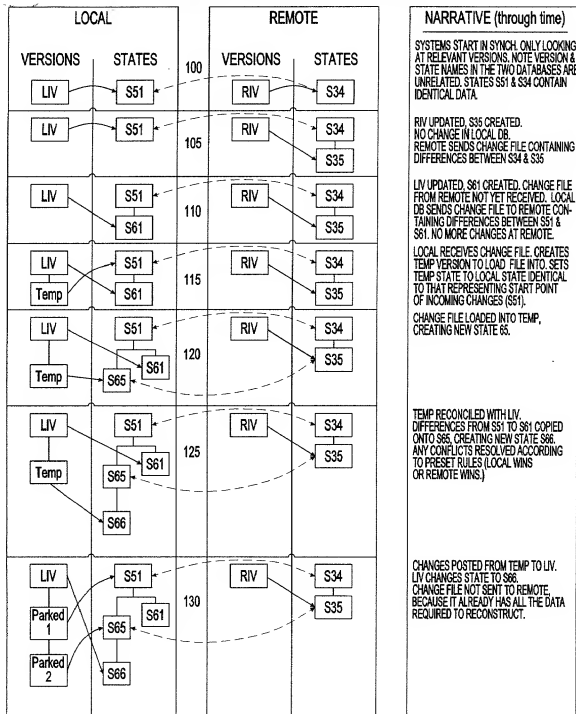 LOCAL
REMOTE
NARRATIVE (through time)
VERSIONS STATES
100
VERSIONS STATES
SYSTEMS START IN SYNCH. ONLY LOOKING
AT RELEVANT VERSIONS. NOTE VERSION &
STATE NAMES IN THE TWO DATABASES ARE
UNRELATED. STATES S51 & S34 CONTAIN
IDENTICAL DATA.
LIV S51
RIV S34
LIV S51
105
RIV S34
S35
RIV UPDATED, S35 CREATED.
NO CHANGE IN LOCAL DB.
REMOTE SENDS CHANGE FILE CONTAINING
DIFFERENCES BETWEEN S34 & S35
LIV S51
S61
110
RIV S34
S35
LIV UPDATED, S61 CREATED. CHANGE FILE
FROM REMOTE NOT YET RECEIVED. LOCAL
DB SENDS CHANGE FILE TO REMOTE CON-
TAINING DIFFERENCES BETWEEN S51 &
S61. NO MORE CHANGES AT REMOTE.
LIV S51
Temp S61
115
RIV S34
S35
LOCAL RECEIVES CHANGE FILE. CREATES
TEMP VERSION TO LOAD FILE INTO. SETS
TEMP STATE TO LOCAL STATE IDENTICAL
TO THAT REPRESENTING START POINT
OF INCOMING CHANGES (S51).
LIV S51
S61
Temp S65
120
RIV S34
S35
CHANGE FILE LOADED INTO TEMP,
CREATING NEW STATE 65.
LIV S51
S61
Temp S65
S66
125
RIV S34
S35
TEMP RECONCILED WITH LIV.
DIFFERENCES FROM S51 TO S61 COPIED
ONTO S65, CREATING NEW STATE S66.
ANY CONFLICTS RESOLVED ACCORDING
TO PRESET RULES (LOCAL WINS
OR REMOTE WINS.)
LIV S51
Parked
1
S61
S65
Parked
2
S66
130
RIV S34
S35
CHANGES POSTED FROM TEMP TO LIV.
LIV CHANGES STATE TO S66.
CHANGE FILE NOT SENT TO REMOTE,
BECAUSE IT ALREADY HAS ALL THE DATA
REQUIRED TO RECONSTRUCT.